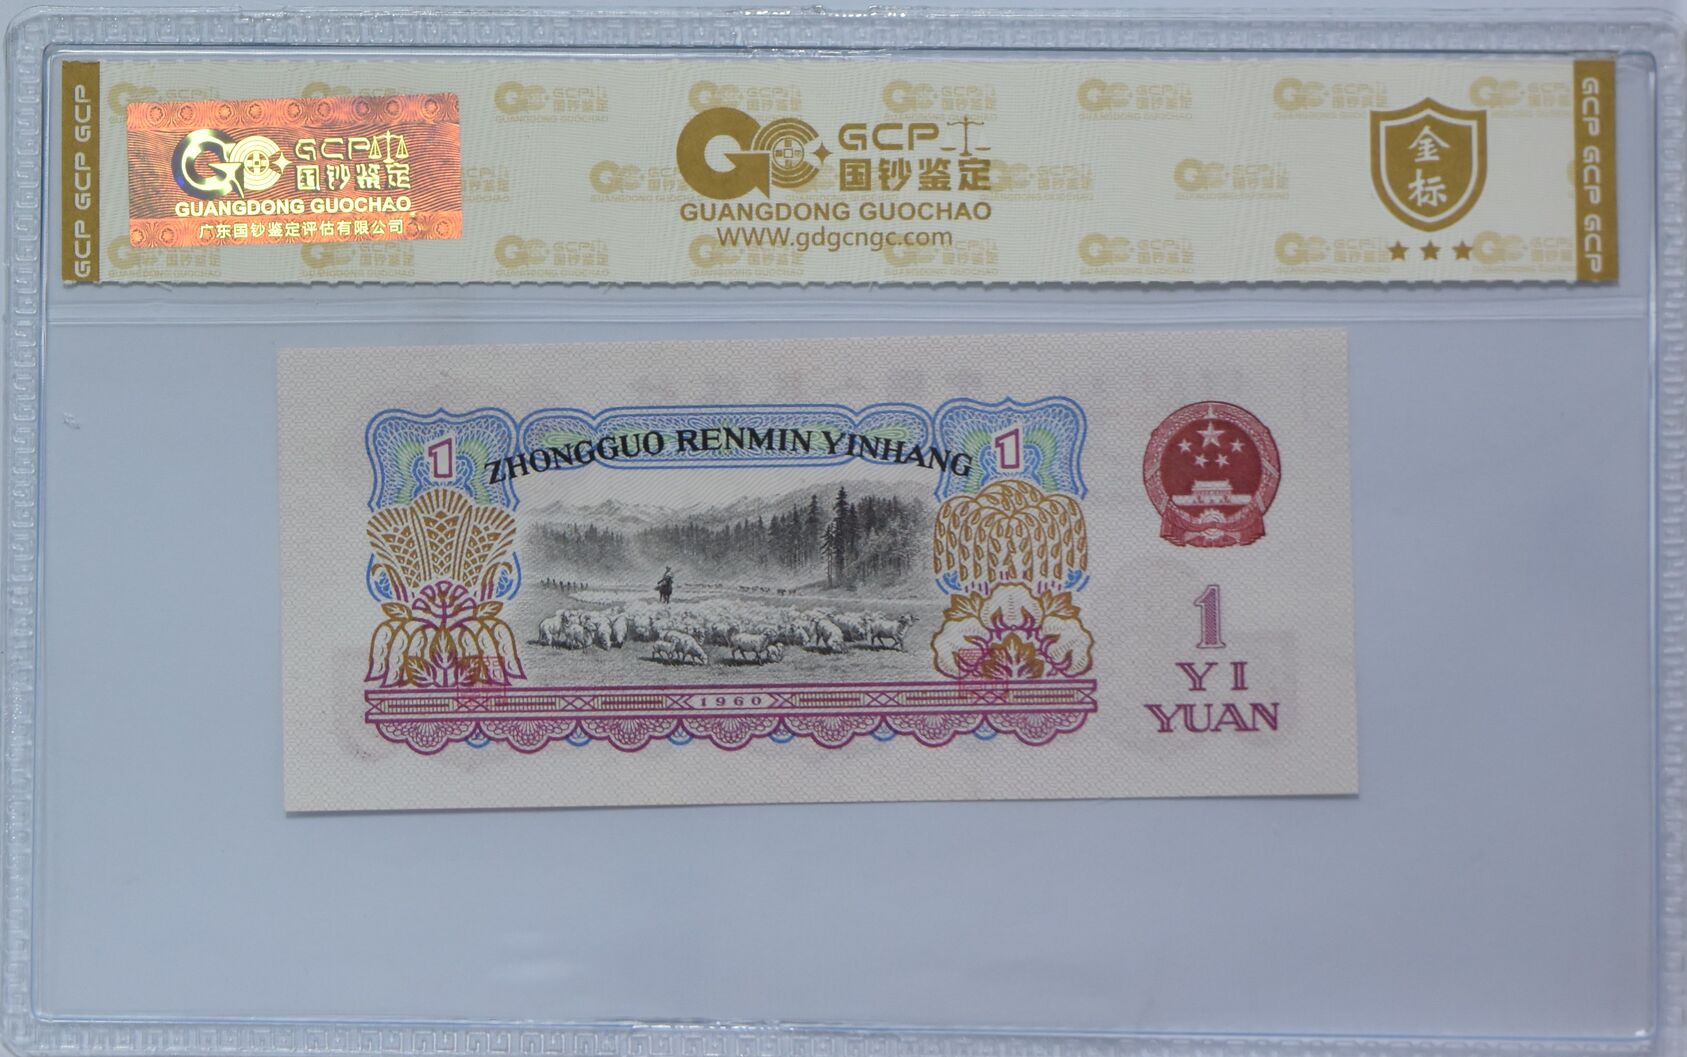 GCP GCP GCP
GCP
国钞鉴定
GUANGDONG GUOCHAO
广东国钞鉴定评估有限公司
GCP
国钞鉴定
GUANGDONG GUOCHAO
www.gdgcngc.com
金
标
GCP GCP GCP
1
ZHONGGUO RENMIN YINHANG
1
1960
1
YI
YUAN